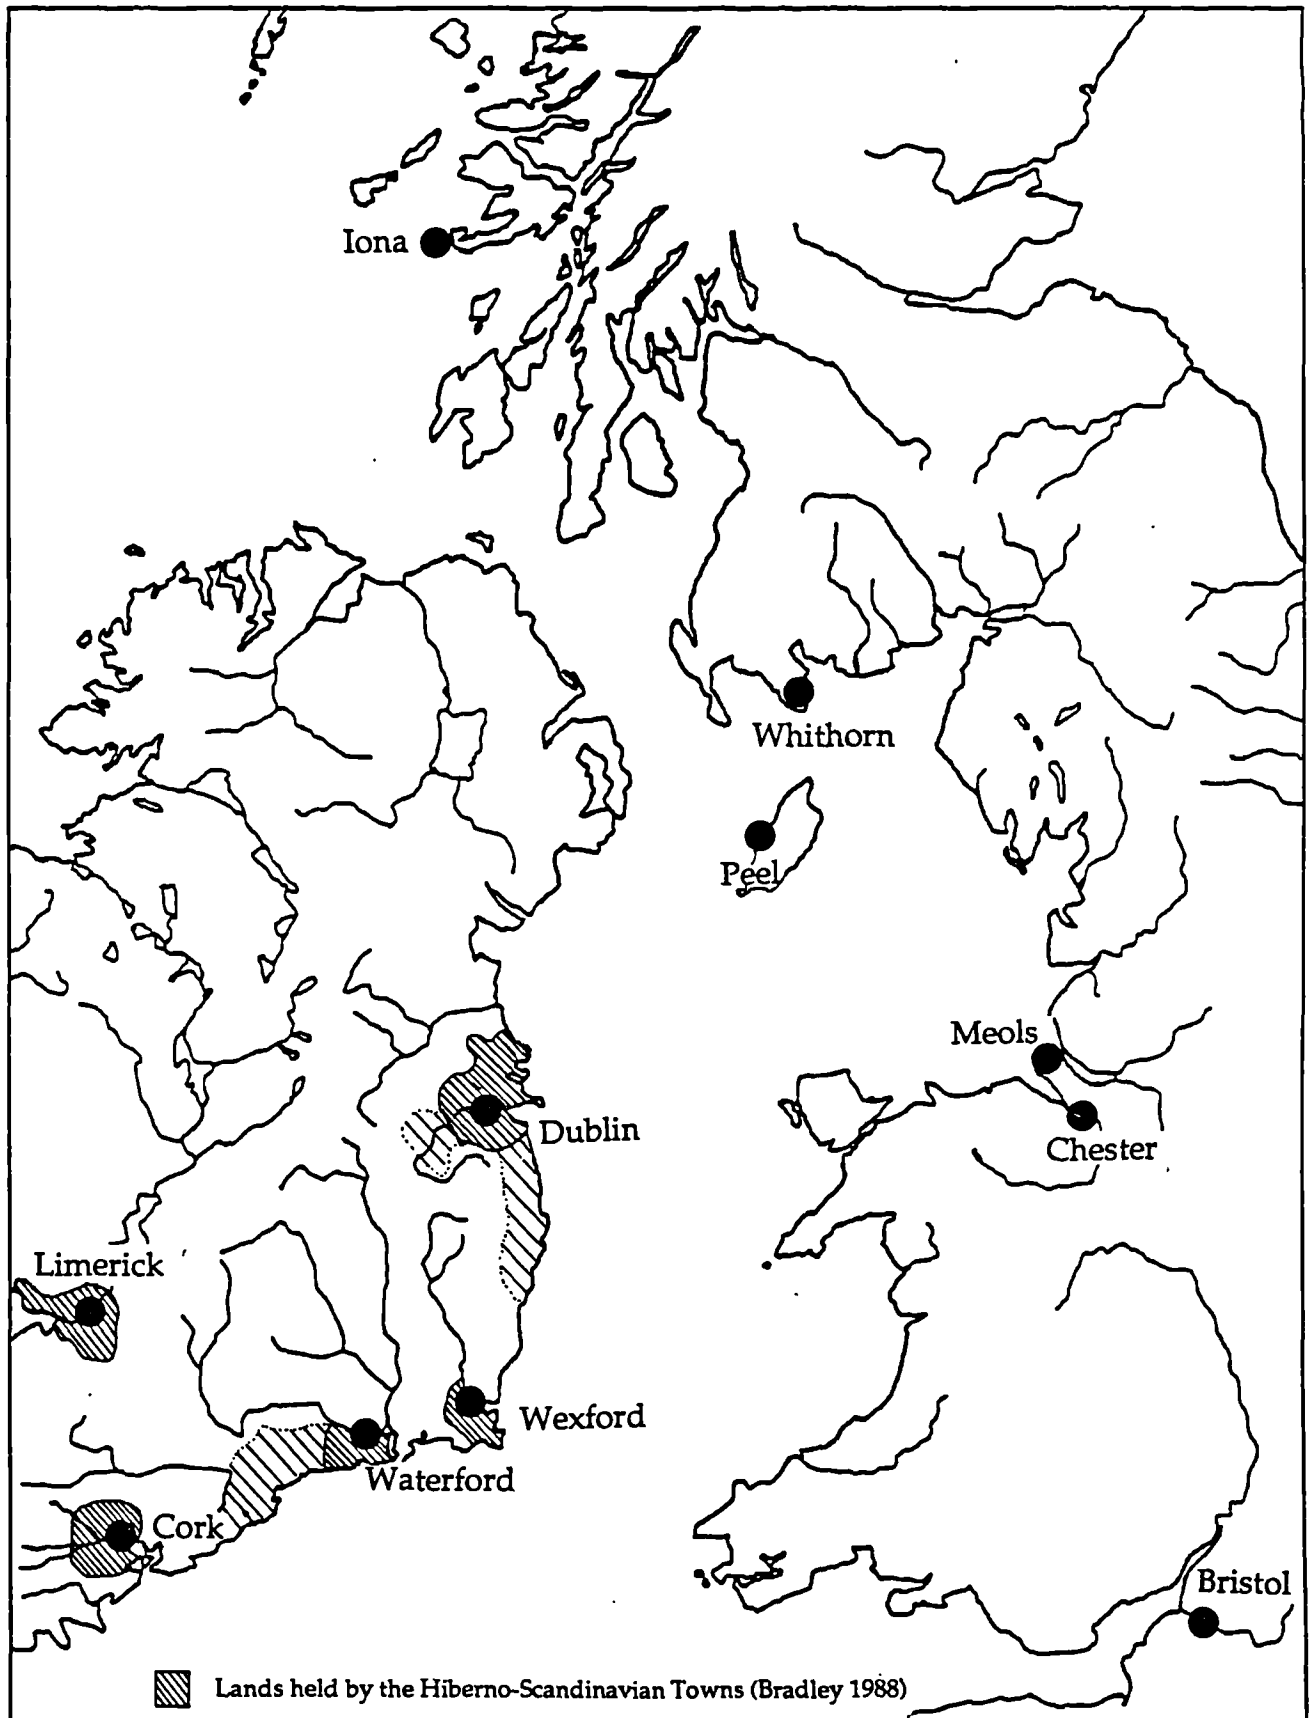 Iona
Whithorn
Peel
Meols
Dublin
Chester
Limerick
Wexford
Waterford
Cork
Bristol
Lands held by the Hiberno-Scandinavian Towns (Bradley 1988)